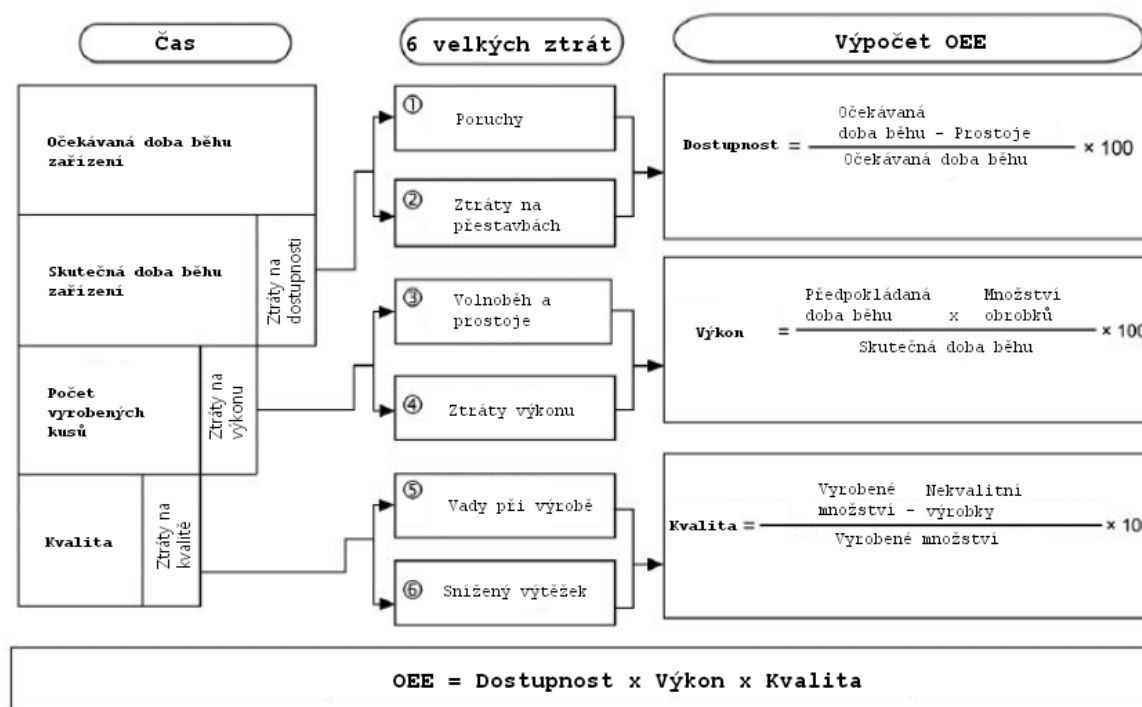 Čas
6 velkých ztrát
Výpočet OEE
Očekávaná doba běhu
zařízení
Skutečná doba běhu
zařízení
Ztráty na
dostupnosti
Počet
vyrobených
kusů
Ztráty na
výkonu
Kvalita
Ztráty na
kvalitě
① Poruchy
② Ztráty na
přestavbách
③ Volnoběh a
prostoje
④ Ztráty výkonu
⑤ Vady při výrobě
⑥ Snížený výtěžek
Očekávaná
doba běhu - Prostoje
Dostupnost = × 100
Očekávaná doba běhu
Předpokládaná Množství
doba běhu x obrobků
Výkon = × 100
Skutečná doba běhu
Vyrobené Nekvalitní
množství - výrobky
Kvalita = × 10
Vyrobené množství
OEE = Dostupnost x Výkon x Kvalita